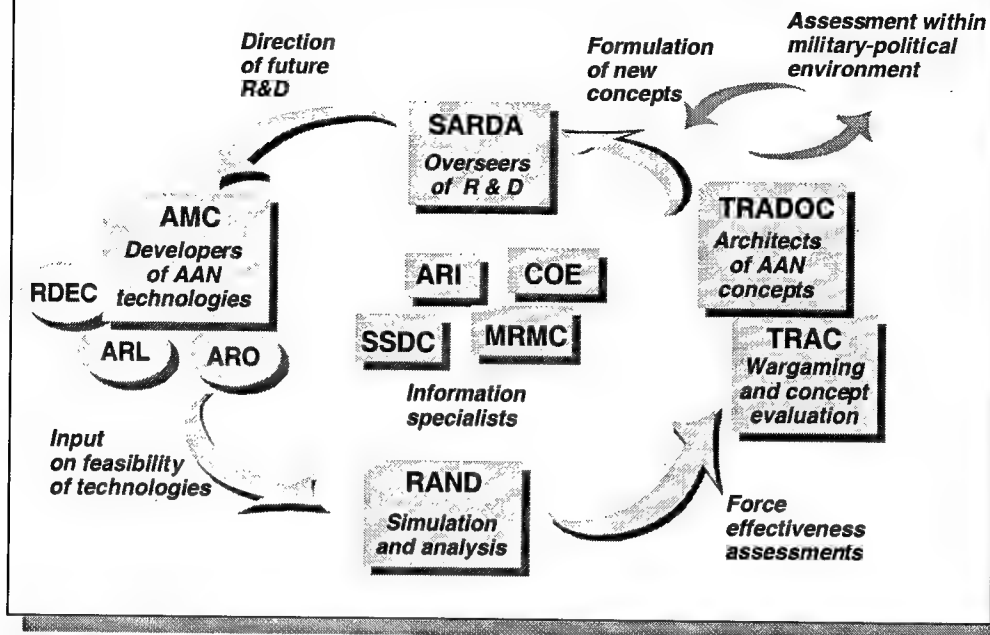 Direction
of future
R&D
Formulation
of new
concepts
Assessment within
military-political
environment
SARDA
Overseers
of R & D
AMC
Developers
of AAN
technologies
RDEC
ARL
ARO
TRADOC
Architects
of AAN
concepts
TRAC
Wargaming
and concept
evaluation
ARI
COE
SSDC
MRMC
Information
specialists
Input
on feasibility
of technologies
RAND
Simulation
and analysis
Force
effectiveness
assessments